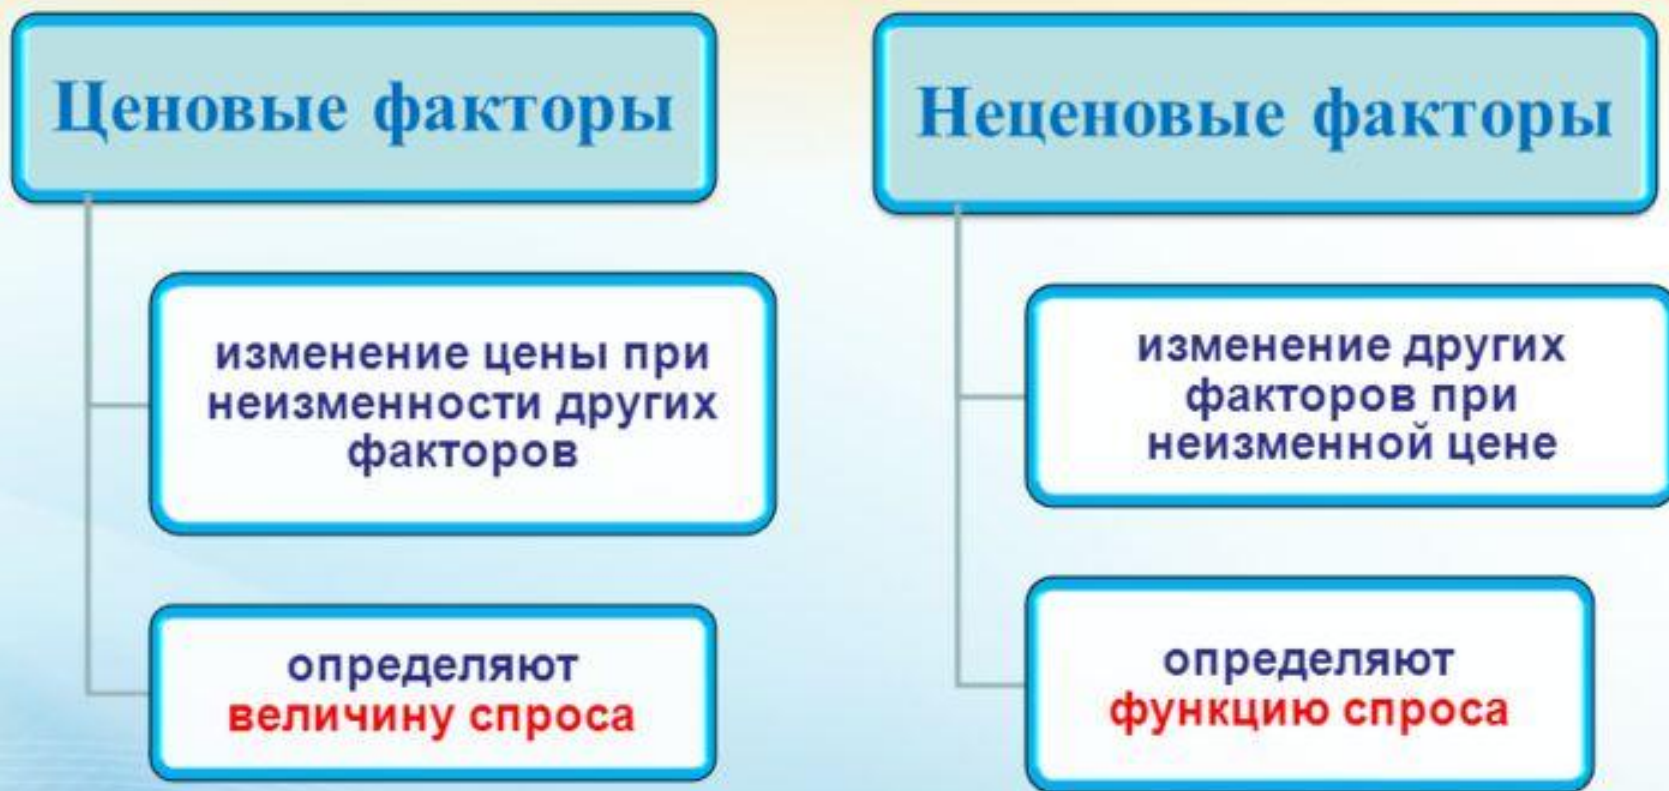 Ценовые факторы
изменение цены при
неизменности других
факторов
определяют
величину спроса
Неценовые факторы
изменение других
факторов при
неизменной цене
определяют
функцию спроса